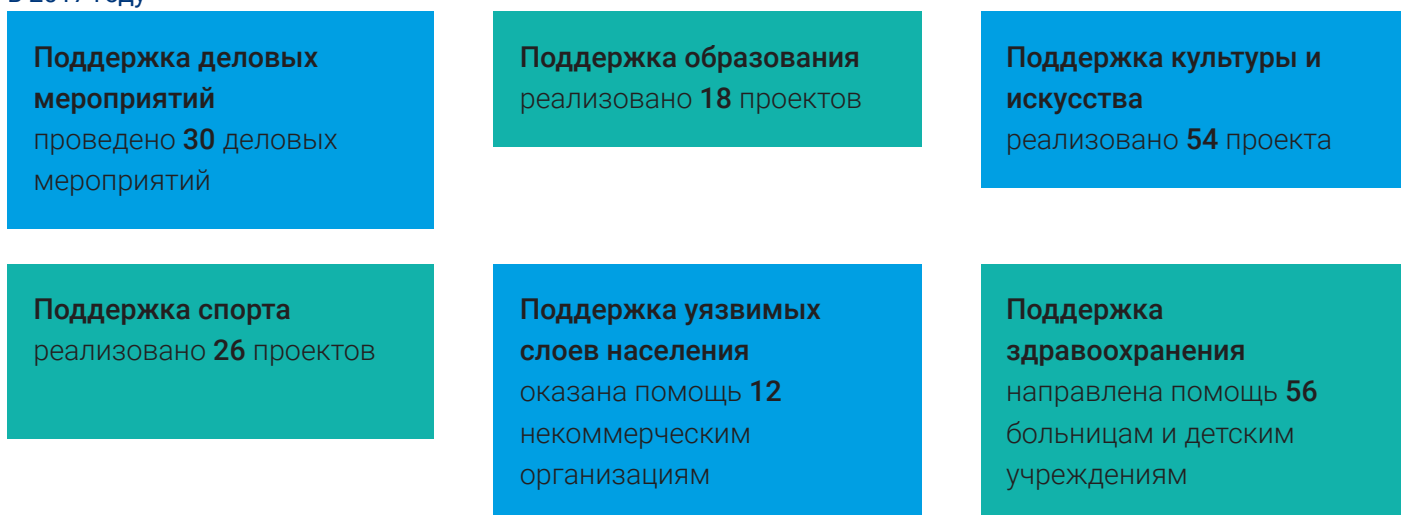 в 2017 году
Поддержка деловых
мероприятий
проведено 30 деловых
мероприятий
Поддержка образования
реализовано 18 проектов
Поддержка культуры и
искусства
реализовано 54 проекта
Поддержка спорта
реализовано 26 проектов
Поддержка уязвимых
слоев населения
оказана помощь 12
некоммерческим
организациям
Поддержка
здравоохранения
направлена помощь 56
больницам и детским
учреждениям